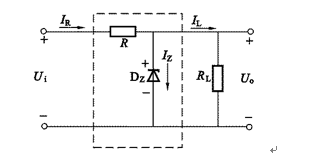 I_R
I_L
+
R
+
I_Z
+
D_Z
R_L
U_i
U_o
−
−
−